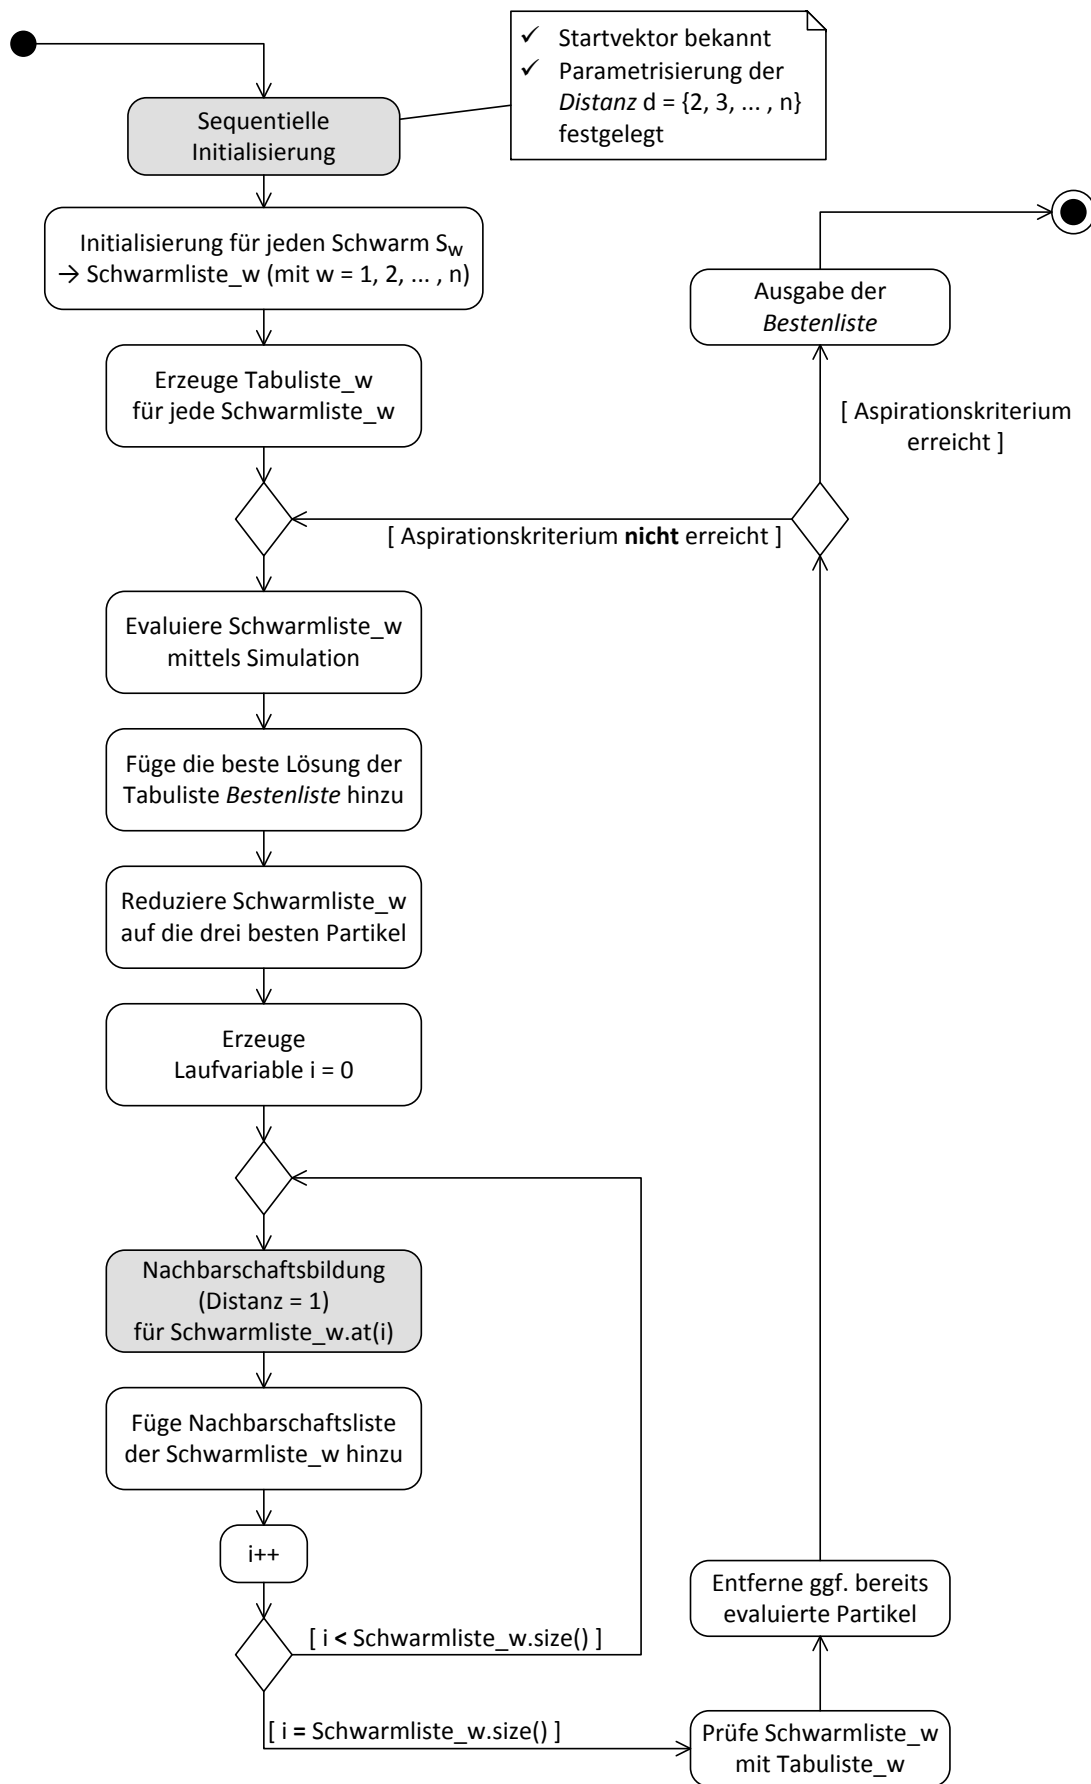 ✓ Startvektor bekannt
✓ Parametrisierung der
Distanz d = {2, 3, ... , n}
festgelegt
Sequentielle
Initialisierung
Initialisierung für jeden Schwarm Sw
→ Schwarmliste_w (mit w = 1, 2, ... , n)
Erzeuge Tabuliste_w
für jede Schwarmliste_w
Ausgabe der
Bestenliste
[ Aspirationskriterium
erreicht ]
[ Aspirationskriterium nicht erreicht ]
Evaluiere Schwarmliste_w
mittels Simulation
Füge die beste Lösung der
Tabuliste Bestenliste hinzu
Reduziere Schwarmliste_w
auf die drei besten Partikel
Erzeuge
Laufvariable i = 0
Nachbarschaftsbildung
(Distanz = 1)
für Schwarmliste_w.at(i)
Füge Nachbarschaftsliste
der Schwarmliste_w hinzu
i++
[ i < Schwarmliste_w.size() ]
[ i = Schwarmliste_w.size() ]
Prüfe Schwarmliste_w
mit Tabuliste_w
Entferne ggf. bereits
evaluierte Partikel